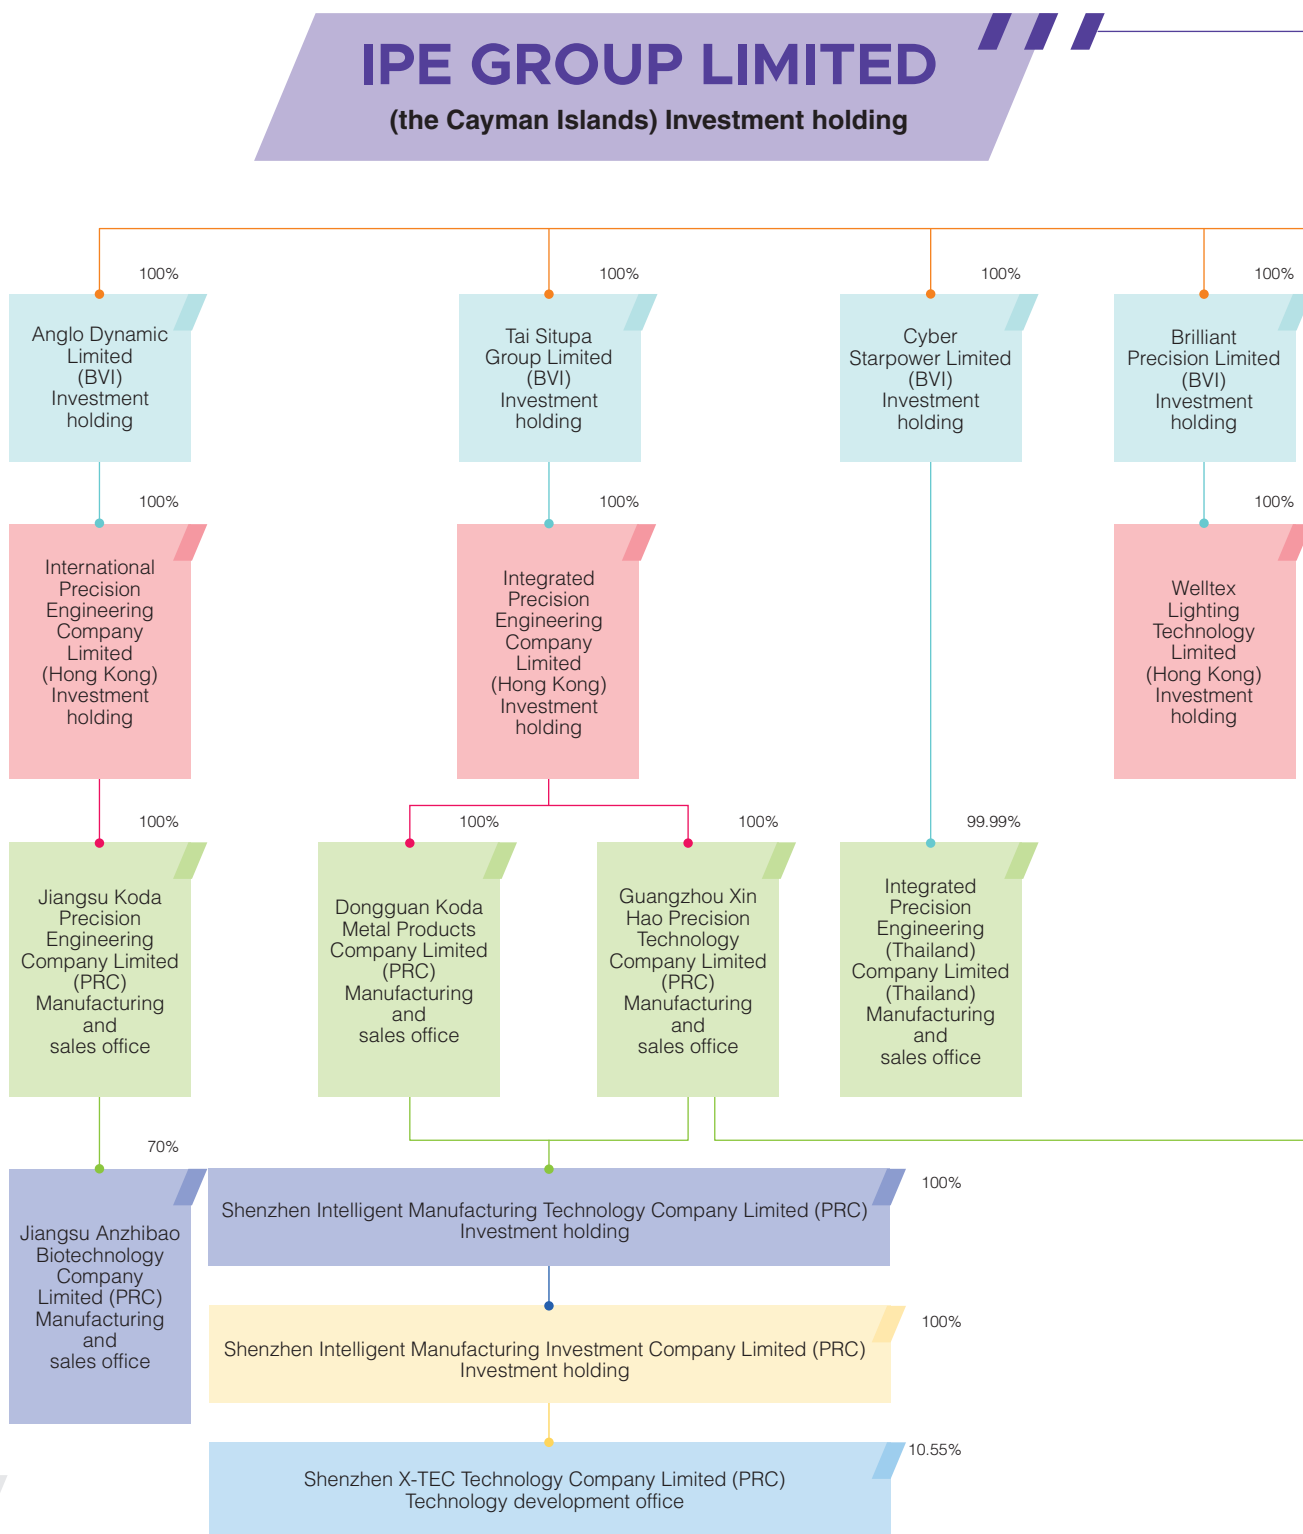 IPE GROUP LIMITED
(the Cayman Islands) Investment holding
100%
100%
100%
100%
Anglo Dynamic
Limited
(BVI)
Investment
holding
Tai Situpa
Group Limited
(BVI)
Investment
holding
Cyber
Starpower Limited
(BVI)
Investment
holding
Brilliant
Precision Limited
(BVI)
Investment
holding
100%
100%
100%
International
Precision
Engineering
Company
Limited
(Hong Kong)
Investment
holding
Integrated
Precision
Engineering
Company
Limited
(Hong Kong)
Investment
holding
Welltex
Lighting
Technology
Limited
(Hong Kong)
Investment
holding
100%
100%
100%
99.99%
Jiangsu Koda
Precision
Engineering
Company Limited
(PRC)
Manufacturing
and
sales office
Dongguan Koda
Metal Products
Company Limited
(PRC)
Manufacturing
and
sales office
Guangzhou Xin
Hao Precision
Technology
Company Limited
(PRC)
Manufacturing
and
sales office
Integrated
Precision
Engineering
(Thailand)
Company Limited
(Thailand)
Manufacturing
and
sales office
70%
Jiangsu Anzhibao
Biotechnology
Company
Limited (PRC)
Manufacturing
and
sales office
100%
Shenzhen Intelligent Manufacturing Technology Company Limited (PRC)
Investment holding
100%
Shenzhen Intelligent Manufacturing Investment Company Limited (PRC)
Investment holding
10.55%
Shenzhen X-TEC Technology Company Limited (PRC)
Technology development office